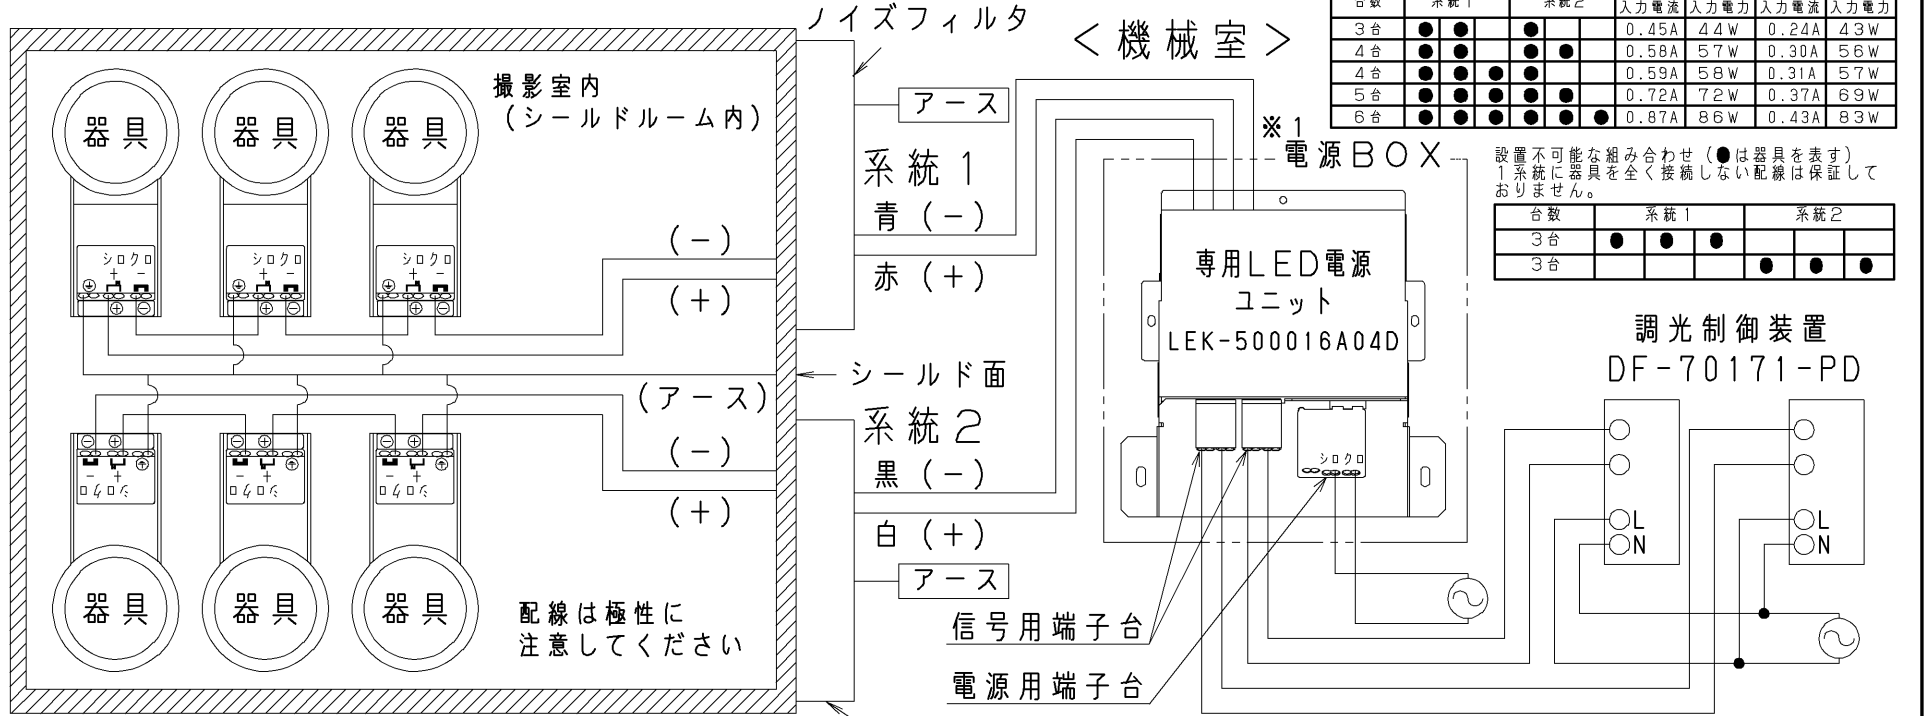 ノイズフィルタ
<機械室>
台数 系統1 系統2 入力電流 入力電力 入力電流 入力電力
3台 ● ● ● 0.45A 44W 0.24A 43W
4台 ● ● ● ● 0.58A 57W 0.30A 56W
4台 ● ● ● ● 0.59A 58W 0.31A 57W
5台 ● ● ● ● ● 0.72A 72W 0.37A 69W
6台 ● ● ● ● ● ● 0.87A 86W 0.43A 83W
設置不可能な組み合わせ(●は器具を表す)
1系統に器具を全く接続しない配線は保証して
おりません。
台数 系統1 系統2
3台 ● ● ●
3台 ● ● ●
撮影室内
(シールドルーム内)
器具 器具 器具
シロクロ シロクロ シロクロ
+ − + − + −
(−)
(+)
(アース)
(−)
(+)
シロクロ シロクロ シロクロ
+ − + − + −
器具 器具 器具
配線は極性に
注意してください
アース
系統1
青(−)
赤(+)
シールド面
系統2
黒(−)
白(+)
アース
※1
電源BOX
専用LED電源
ユニット
LEK-500016A04D
シロクロ
信号用端子台
電源用端子台
調光制御装置
DF-70171-PD
L L
N N